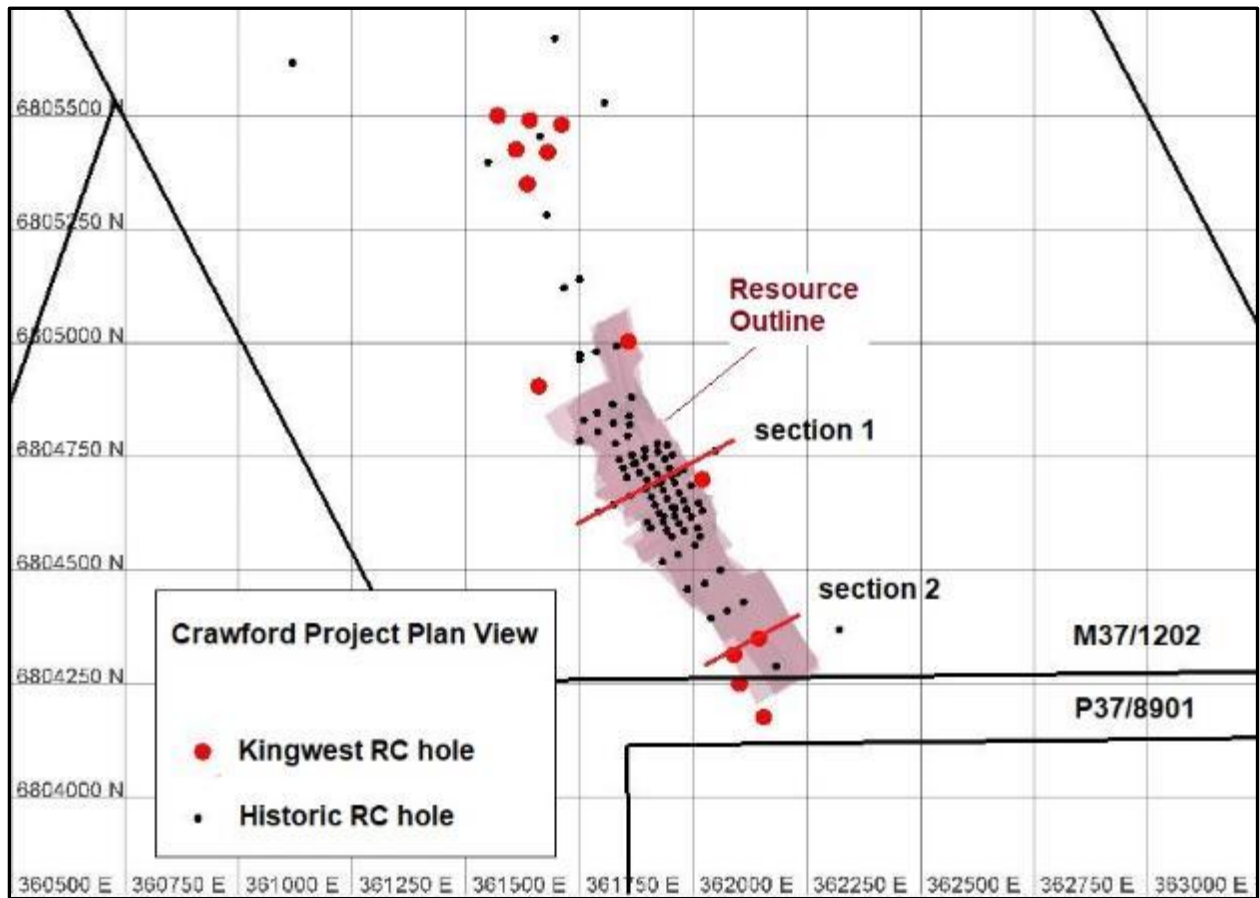 6805500 N
6805250 N
Resource
Outline
6805000 N
section 1
6804750 N
6804500 N
section 2
Crawford Project Plan View
M37/1202
6804250 N
P37/8901
Kingwest RC hole
6804000 N
Historic RC hole
360500 E 360750 E 361000 E 361250 E 361500 E 361750 E 362000 E 362250 E 362500 E 362750 E 363000 E